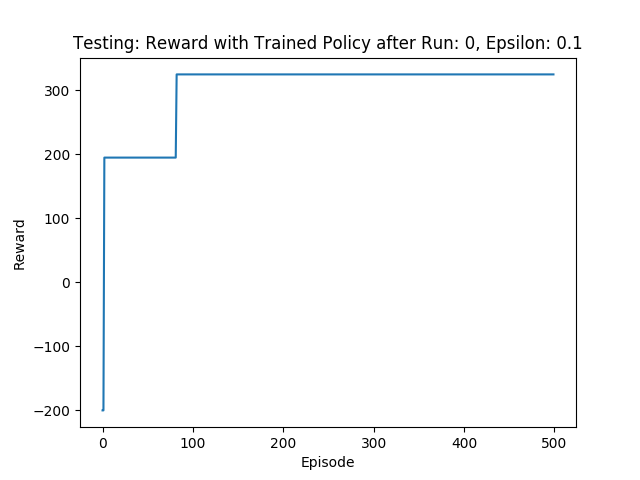 Testing: Reward with Trained Policy after Run: 0, Epsilon: 0.1
300
200
100
0
−100
−200
Reward
0 100 200 300 400 500
Episode